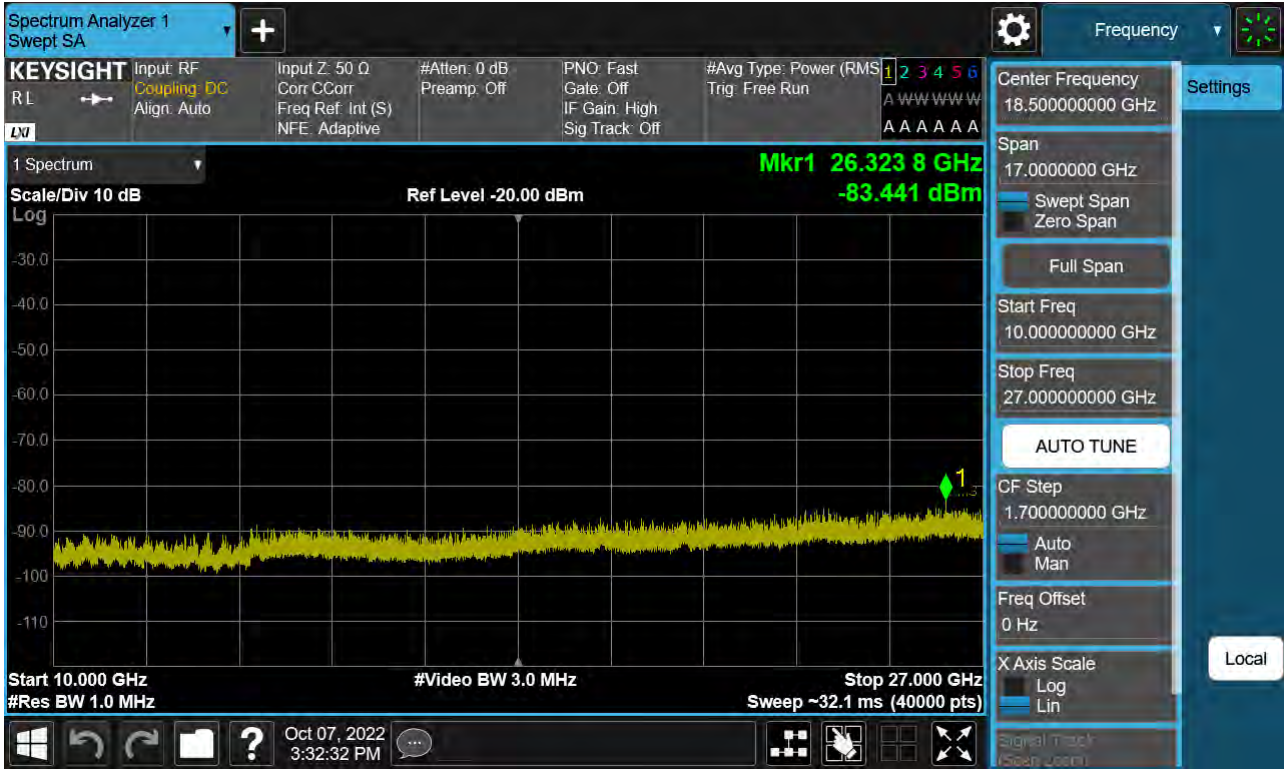 Spectrum Analyzer 1
Swept SA
Frequency
KEYSIGHT
R L
LXI
Input: RF
Coupling: DC
Align: Auto
Input Z: 50 Ω
Corr CCorr
Freq Ref: Int (S)
NFE: Adaptive
#Atten: 0 dB
Preamp: Off
PNO: Fast
Gate: Off
IF Gain: High
Sig Track: Off
#Avg Type: Power (RMS
Trig: Free Run
1 2 3 4 5 6
A W W W W W
A A A A A A
1 Spectrum
Scale/Div 10 dB
Log
Ref Level -20.00 dBm
Mkr1 26.323 8 GHz
-83.441 dBm
-30.0
-40.0
-50.0
-60.0
-70.0
-80.0
-90.0
-100
-110
1
Start 10.000 GHz
#Video BW 3.0 MHz
Stop 27.000 GHz
#Res BW 1.0 MHz
Sweep ~32.1 ms (40000 pts)
Oct 07, 2022
3:32:32 PM
Center Frequency
18.500000000 GHz
Span
17.0000000 GHz
Swept Span
Zero Span
Full Span
Start Freq
10.000000000 GHz
Stop Freq
27.000000000 GHz
AUTO TUNE
CF Step
1.700000000 GHz
Auto
Man
Freq Offset
0 Hz
X Axis Scale
Log
Lin
Signal Track
(Span Zoom)
Settings
Local